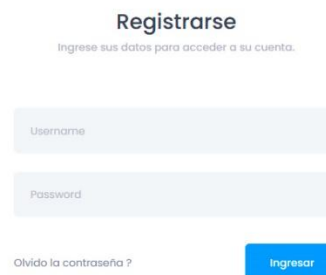 Registrarse
Ingrese sus datos para acceder a su cuenta.
Username
Password
Olvido la contraseña ?
Ingresar